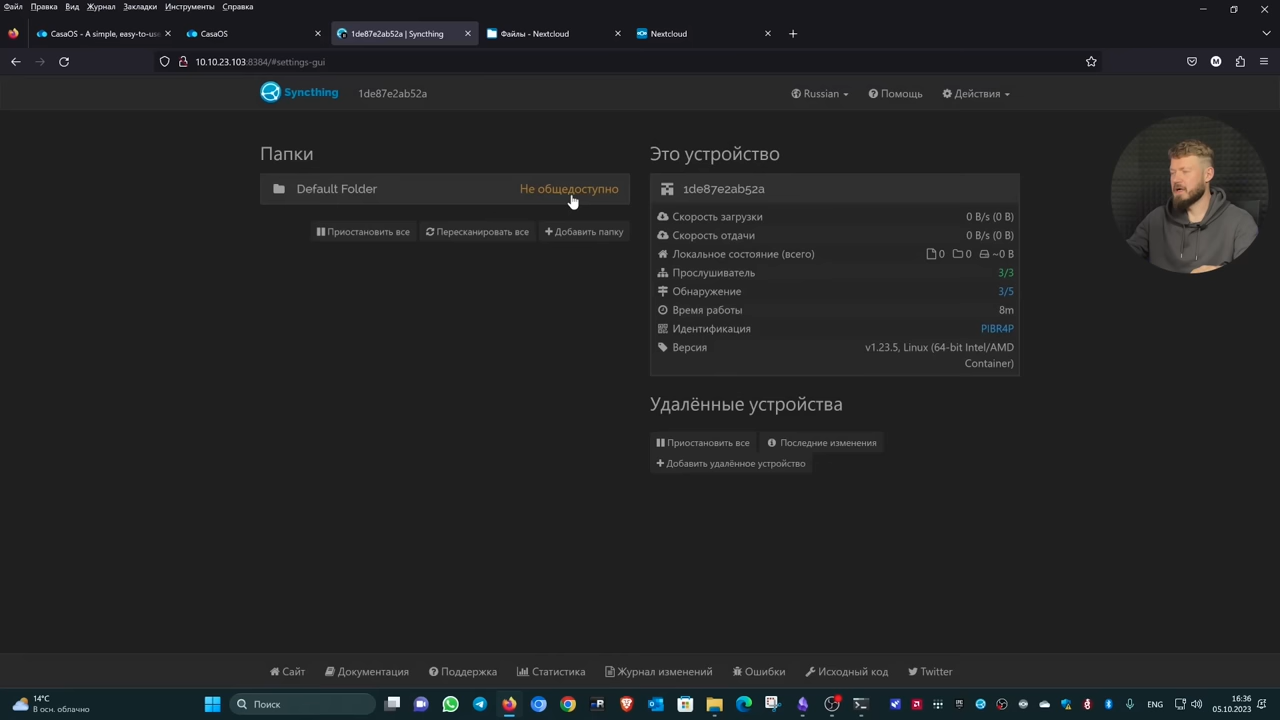 Файл Правка Вид Журнал Закладки Инструменты Справка
CasaOS - A simple, easy-to-use
CasaOS
1de87e2ab52a | Syncthing
Файлы - Nextcloud
Nextcloud
10.10.23.103:8384/#settings-gui
M
Syncthing
1de87e2ab52a
Russian
Помощь
Действия
Папки
Default Folder
Не общедоступно
Приостановить все
Пересканировать все
Добавить папку
Это устройство
1de87e2ab52a
Скорость загрузки 0 B/s (0 B)
Скорость отдачи 0 B/s (0 B)
Локальное состояние (всего) 0 0 ~0 B
Прослушиватель 3/3
Обнаружение 3/5
Время работы 8m
Идентификация PIBR4P
Версия v1.23.5, Linux (64-bit Intel/AMD
Container)
Удалённые устройства
Приостановить все
Последние изменения
Добавить удалённое устройство
Сайт
Документация
Поддержка
Статистика
Журнал изменений
Ошибки
Исходный код
Twitter
14°C
В осн. облачно
Поиск
ENG
16:36
05.10.2023